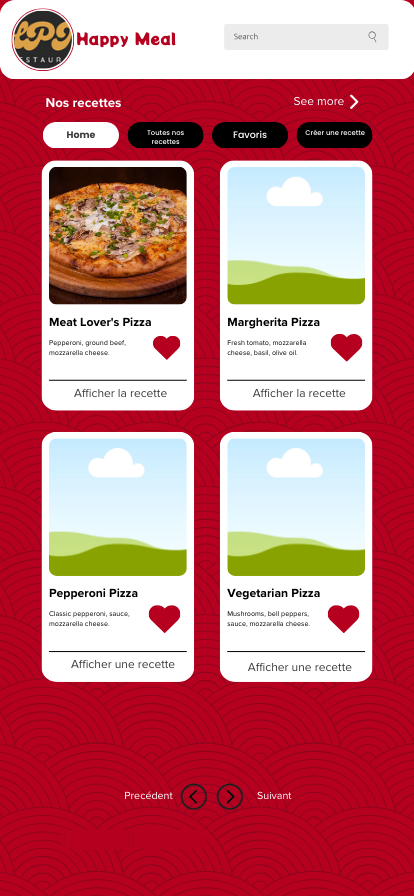 LPO
ESTAURA
Happy Meal
Search
Nos recettes
See more
Home
Toutes nos
recettes
Favoris
Créer une recette
Meat Lover's Pizza
Pepperoni, ground beef,
mozzarella cheese.
Afficher la recette
Margherita Pizza
Fresh tomato, mozzarella
cheese, basil, olive oil.
Afficher la recette
Pepperoni Pizza
Classic pepperoni, sauce,
mozzarella cheese.
Afficher une recette
Vegetarian Pizza
Mushrooms, bell peppers,
sauce, mozzarella cheese.
Afficher une recette
Precédent
Suivant